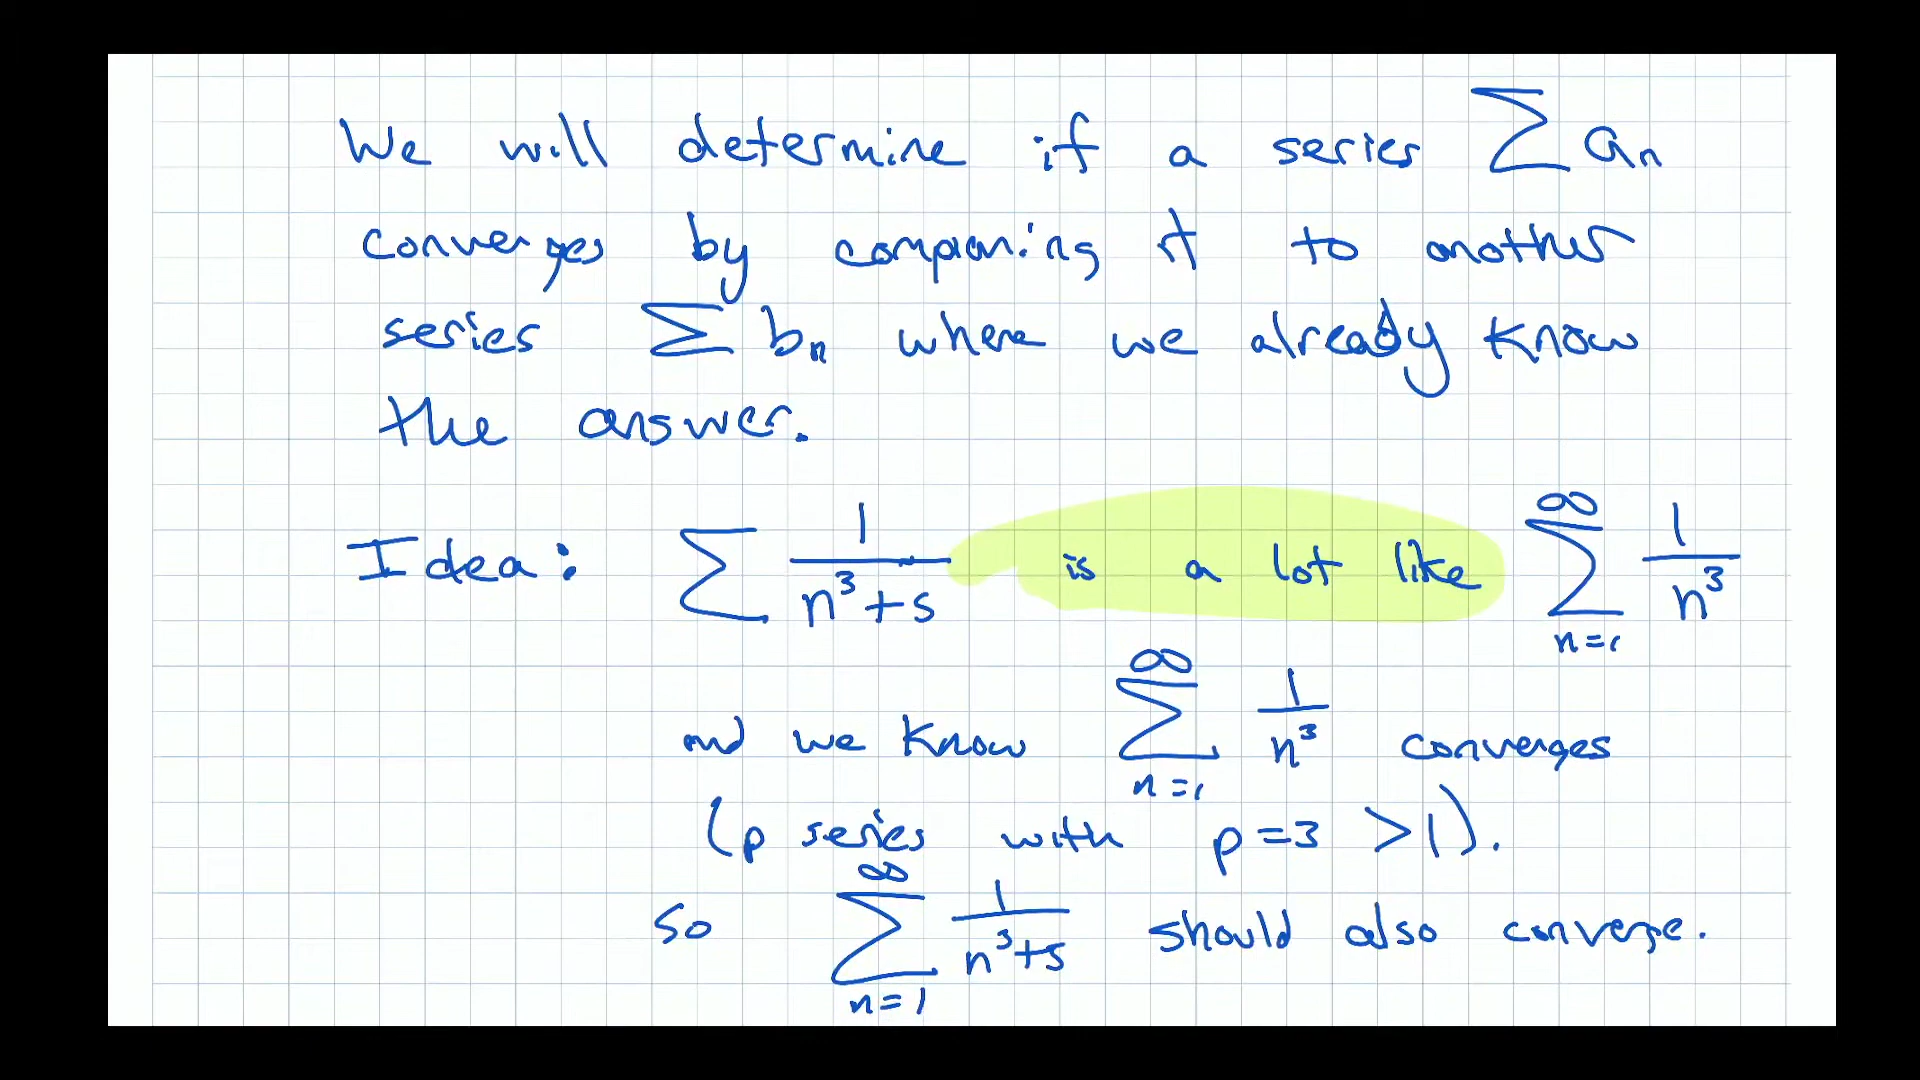 We will determine if a series ∑ aₙ
converges by comparing it to another
series ∑ bₙ where we already know
the answer.
Idea: ∑ 1/(n³+5) is a lot like ∞∑n=1 1/n³
and we know ∞∑n=1 1/n³ converges
(p series with p=3 >1).
So ∞∑n=1 1/(n³+5) should also converge.